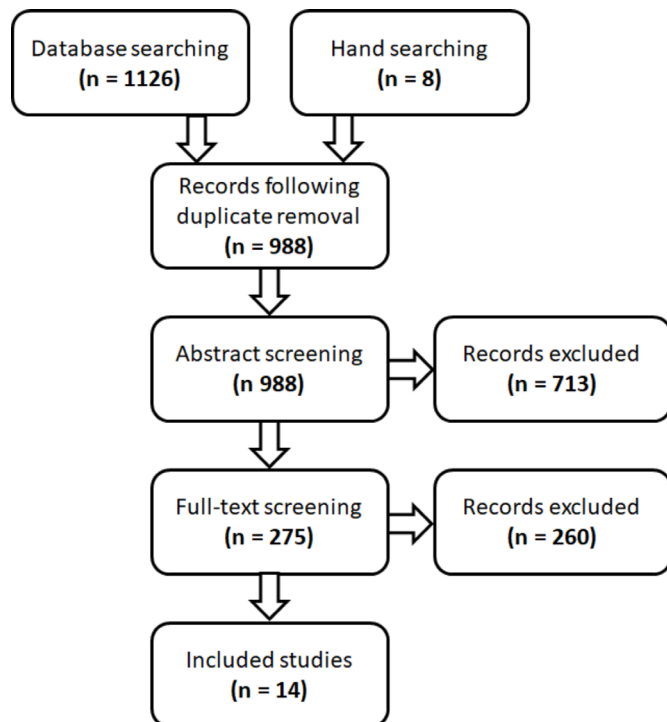 Database searching
(n = 1126)
Hand searching
(n = 8)
Records following
duplicate removal
(n = 988)
Abstract screening
(n 988)
Records excluded
(n = 713)
Full-text screening
(n = 275)
Records excluded
(n = 260)
Included studies
(n = 14)